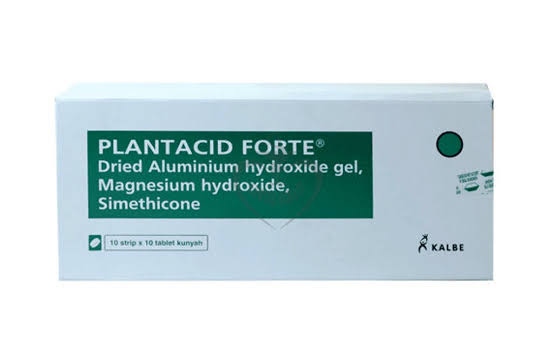 PLANTACID FORTE®
Dried Aluminium hydroxide gel,
Magnesium hydroxide,
Simethicone
10 strip x 10 tablet kunyah
KALBE